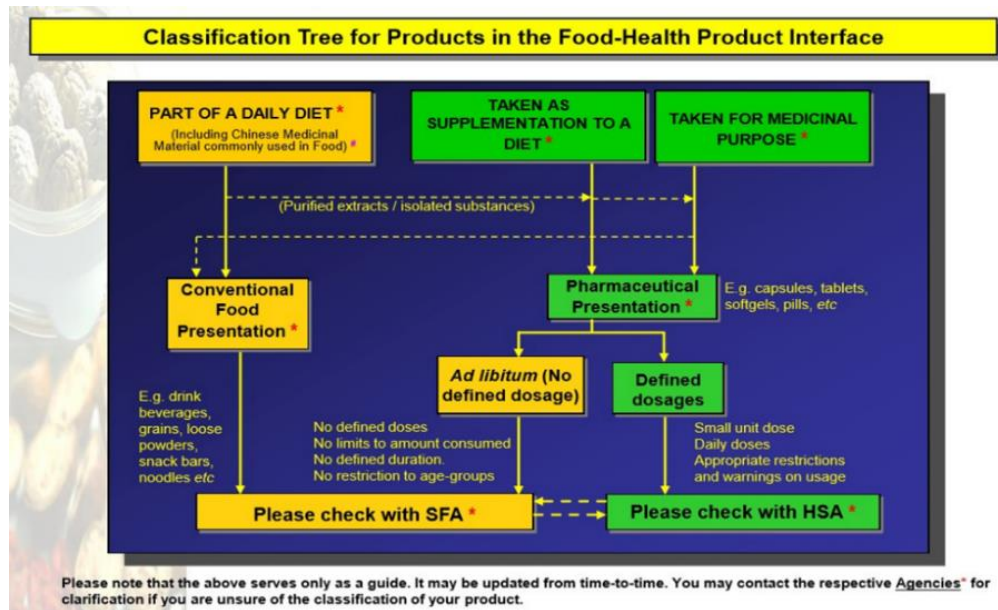 Classification Tree for Products in the Food-Health Product Interface
PART OF A DAILY DIET *
(Including Chinese Medicinal
Material commonly used in Food) #
TAKEN AS
SUPPLEMENTATION TO A
DIET *
TAKEN FOR MEDICINAL
PURPOSE *
(Purified extracts / isolated substances)
Conventional
Food
Presentation *
Pharmaceutical
Presentation *
E.g. capsules, tablets,
softgels, pills, etc
Ad libitum (No
defined dosage)
Defined
dosages
E.g. drink
beverages,
grains, loose
powders,
snack bars,
noodles etc
No defined doses
No limits to amount consumed
No defined duration.
No restriction to age-groups
Small unit dose
Daily doses
Appropriate restrictions
and warnings on usage
Please check with SFA *
Please check with HSA *
Please note that the above serves only as a guide. It may be updated from time-to-time. You may contact the respective Agencies* for
clarification if you are unsure of the classification of your product.